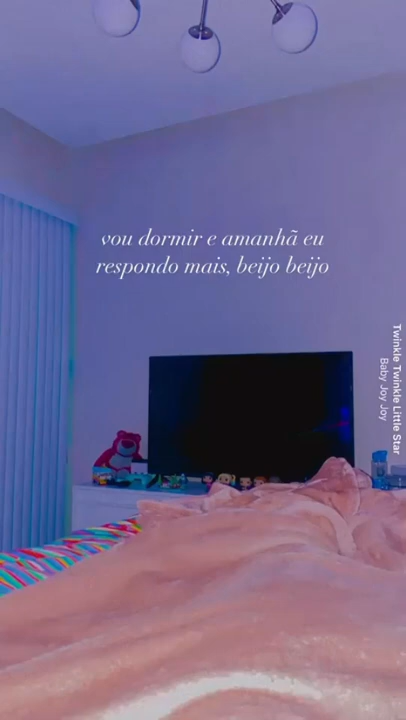 vou dormir e amanhã eu
respondo mais, beijo beijo
Twinkle Twinkle Little Star
Baby Joy Joy